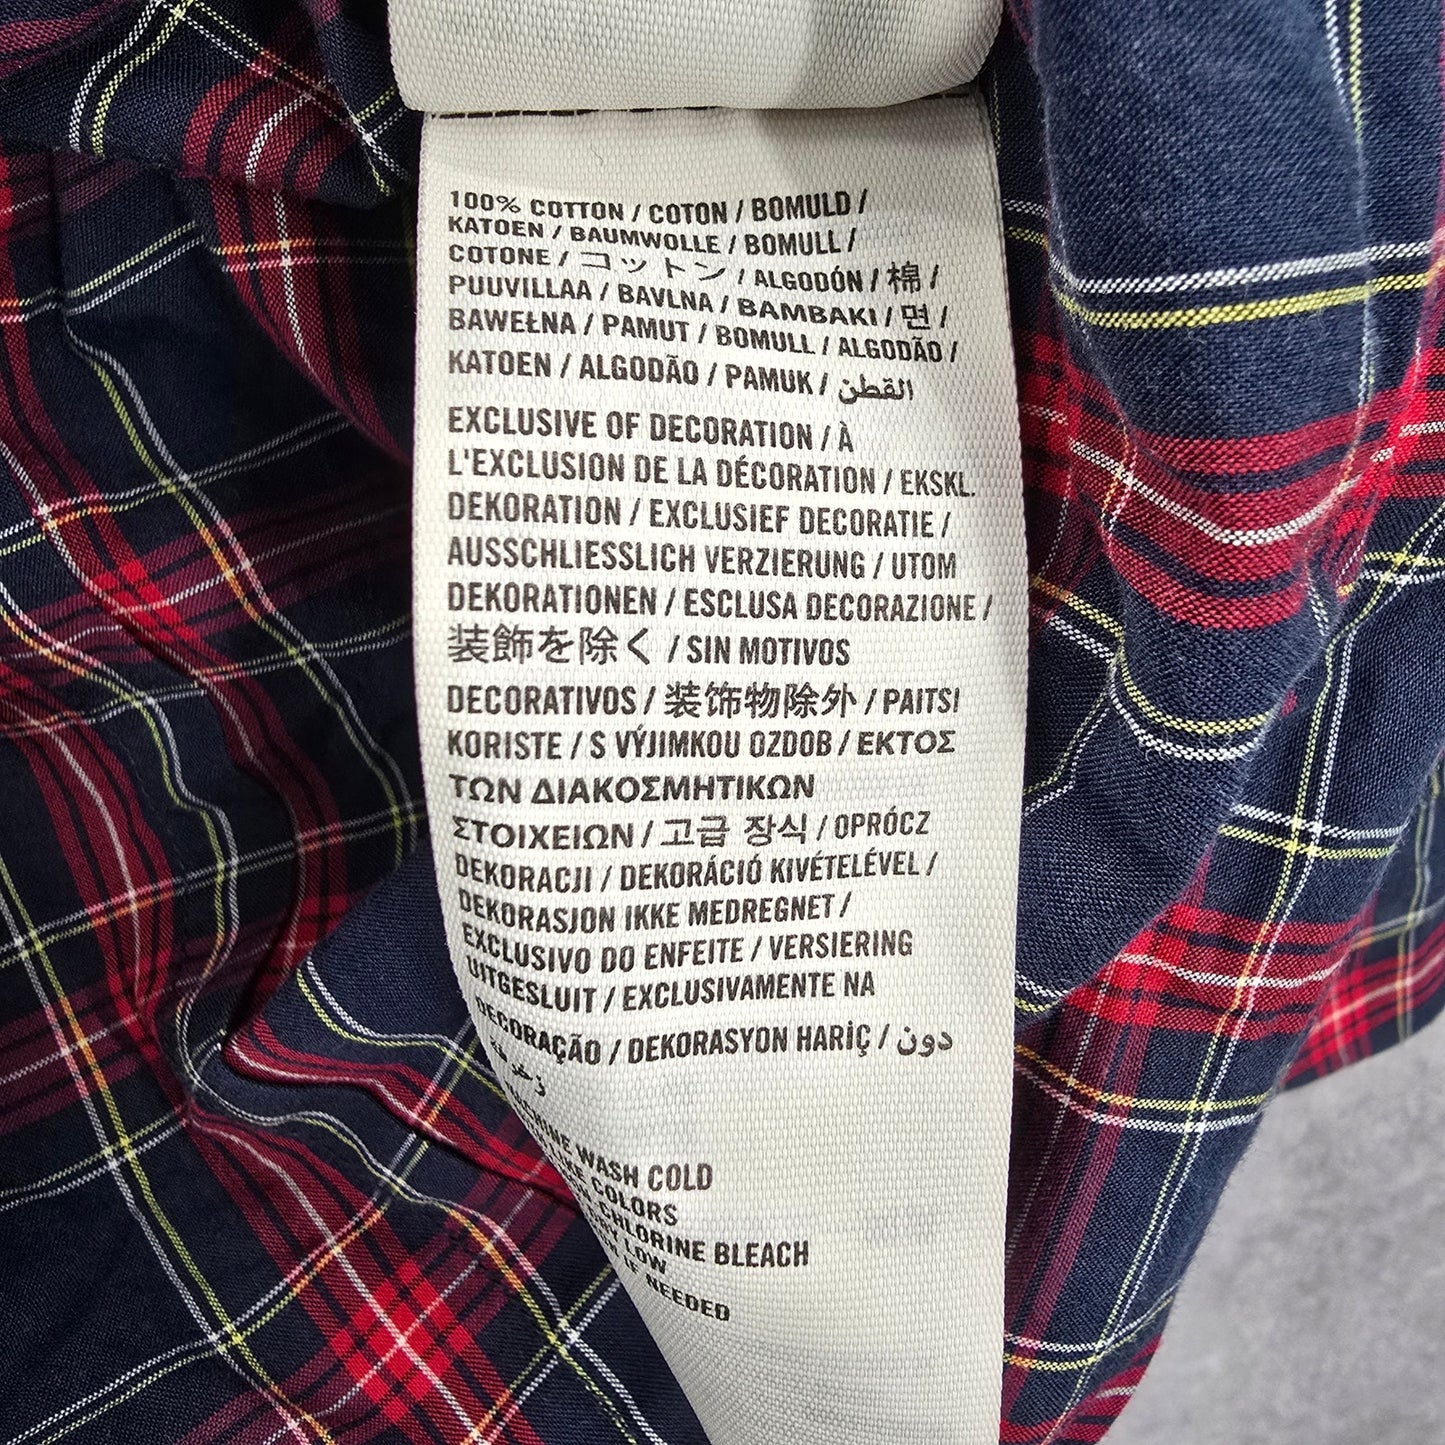 100% COTTON / COTON / BOMULD /
KATOEN / BAUMWOLLE / BOMULL /
COTONE / コットン / ALGODÓN / 棉 /
PUUVILLAA / BAVLNA / BAMBAKI / 면 /
BAWEŁNA / PAMUT / BOMULL / ALGODÃO /
KATOEN / ALGODÃO / PAMUK / القطن
EXCLUSIVE OF DECORATION / À
L'EXCLUSION DE LA DÉCORATION / EKSKL.
DEKORATION / EXCLUSIEF DECORATIE /
AUSSCHLIESSLICH VERZIERUNG / UTOM
DEKORATIONEN / ESCLUSA DECORAZIONE /
装飾を除く / SIN MOTIVOS
DECORATIVOS / 装饰物除外 / PAITSI
KORISTE / S VÝJIMKOU OZDOB / ΕΚΤΟΣ
ΤΩΝ ΔΙΑΚΟΣΜΗΤΙΚΩΝ
ΣΤΟΙΧΕΙΩΝ / 고급 장식 / OPRÓCZ
DEKORACJI / DEKORÁCIÓ KIVÉTELÉVEL /
DEKORASJON IKKE MEDREGNET /
EXCLUSIVO DO ENFEITE / VERSIERING
UITGESLUIT / EXCLUSIVAMENTE NA
DECORAÇÃO / DEKORASYON HARİÇ / دون
MACHINE WASH COLD
LIKE COLORS
CHLORINE BLEACH
LOW
IF NEEDED